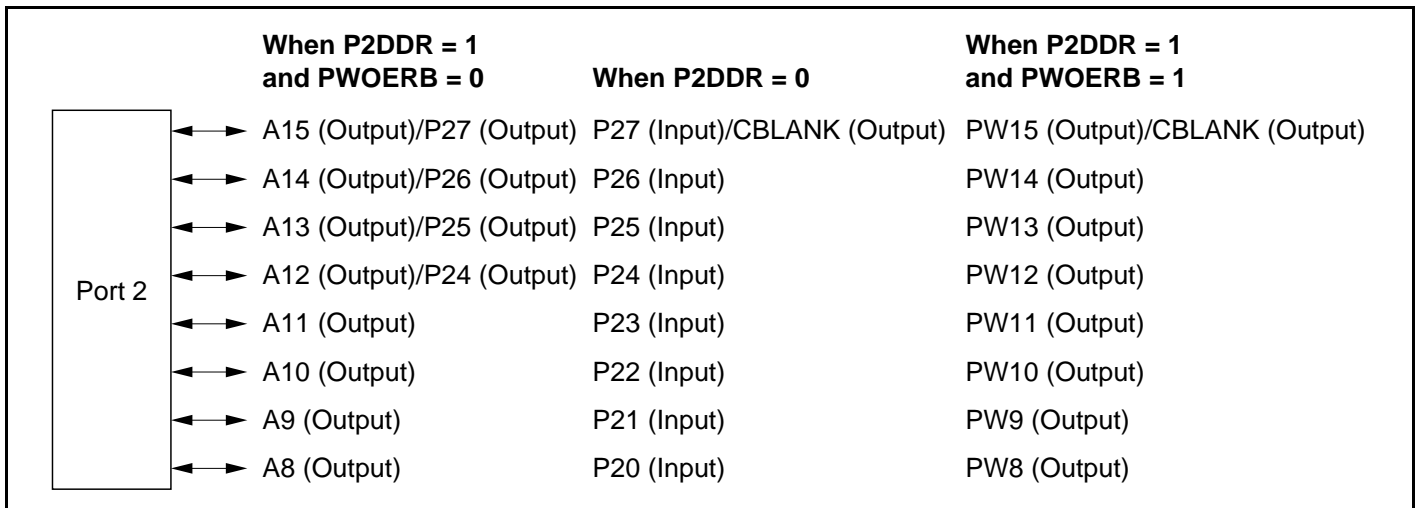 When P2DDR = 1
and PWOERB = 0
When P2DDR = 0
When P2DDR = 1
and PWOERB = 1
Port 2
A15 (Output)/P27 (Output) P27 (Input)/CBLANK (Output) PW15 (Output)/CBLANK (Output)
A14 (Output)/P26 (Output) P26 (Input) PW14 (Output)
A13 (Output)/P25 (Output) P25 (Input) PW13 (Output)
A12 (Output)/P24 (Output) P24 (Input) PW12 (Output)
A11 (Output) P23 (Input) PW11 (Output)
A10 (Output) P22 (Input) PW10 (Output)
A9 (Output) P21 (Input) PW9 (Output)
A8 (Output) P20 (Input) PW8 (Output)